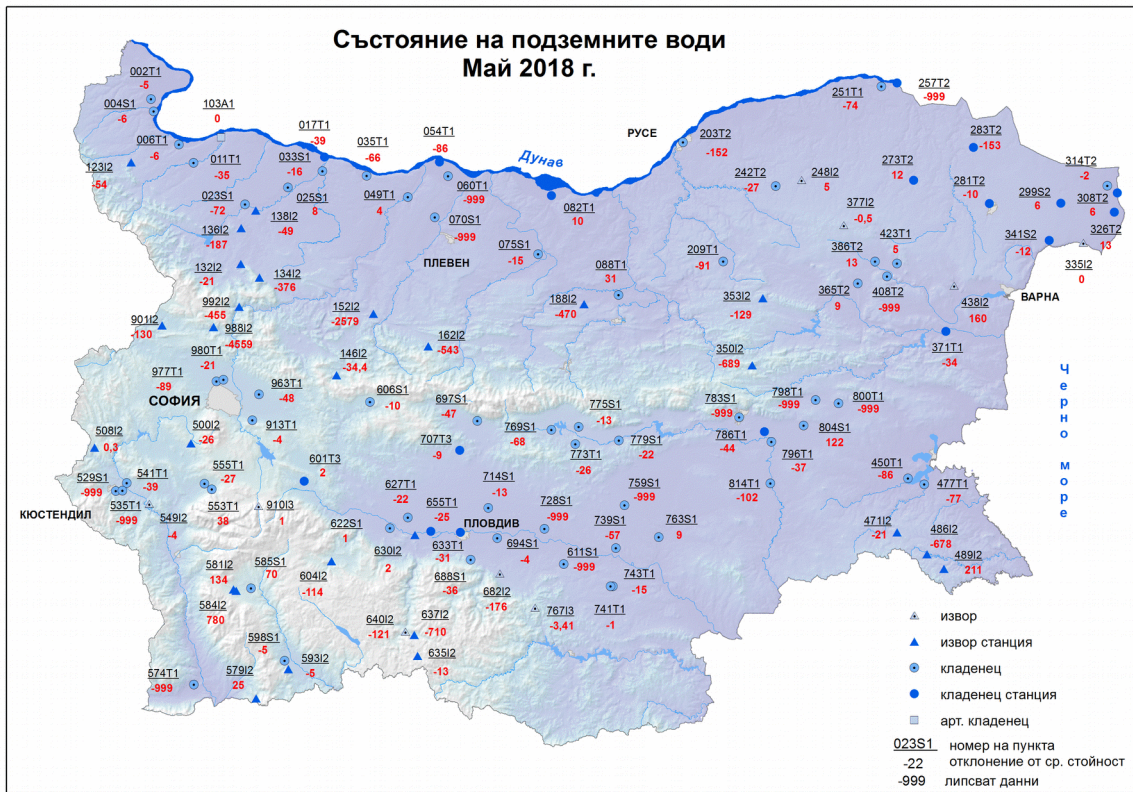 Състояние на подземните води
Май 2018 г.
002T1
-5
004S1
-6
103A1
0
006T1
-6
017T1
-39
035T1
-66
054T1
-86
Дунав
РУСЕ
203T2
-152
251T1
-74
257T2
-999
283T2
-153
314T2
-2
123I2
-54
011T1
-35
033S1
-16
025S1
8
023S1
-72
138I2
-49
136I2
-187
049T1
4
060T1
-999
070S1
-999
082T1
10
242T2
-27
248I2
5
273T2
12
281T2
-10
299S2
6
308T2
6
326T2
13
377I2
-0,5
423T1
5
386T2
13
341S2
-12
335I2
0
132I2
-21
134I2
-376
ПЛЕВЕН
075S1
-15
088T1
31
209T1
-91
365T2
9
408T2
-999
438I2
160
ВАРНА
992I2
-455
901I2
-130
988I2
-4559
152I2
-2579
188I2
-470
353I2
-129
162I2
-543
371T1
-34
980T1
-21
977T1
-89
146I2
-34,4
350I2
-689
СОФИЯ
963T1
-48
606S1
-10
697S1
-47
775S1
-13
783S1
-999
798T1
-999
800T1
-999
Черно море
508I2
0,3
500I2
-26
913T1
-4
769S1
-68
707T3
-9
773T1
-26
779S1
-22
786T1
-44
804S1
122
796T1
-37
529S1
-999
541T1
-39
555T1
-27
601T3
2
450T1
-86
477T1
-77
КЮСТЕНДИЛ
535T1
-999
549I2
-4
553T1
38
910I3
1
627T1
-22
655T1
-25
714S1
-13
728S1
-999
759S1
-999
814T1
-102
622S1
1
ПЛОВДИВ
739S1
-57
763S1
9
471I2
-21
486I2
-678
489I2
211
630I2
2
633T1
-31
694S1
-4
611S1
-999
581I2
134
585S1
70
604I2
-114
688S1
-36
682I2
-176
743T1
-15
741T1
-1
584I2
780
640I2
-121
637I2
-710
767I3
-3,41
598S1
-5
593I2
-5
635I2
-13
574T1
-999
579I2
25
извор
извор станция
кладенец
кладенец станция
арт. кладенец
023S1 номер на пункта
-22 отклонение от ср. стойност
-999 липсват данни